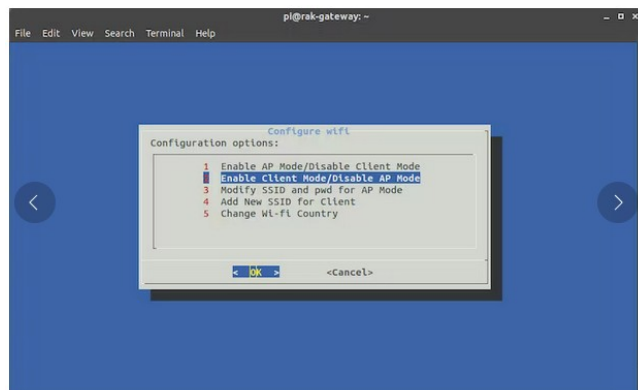 pi@rak-gateway: ~
File Edit View Search Terminal Help
Configure wifi
Configuration options:
1 Enable AP Mode/Disable Client Mode
2 Enable Client Mode/Disable AP Mode
3 Modify SSID and pwd for AP Mode
4 Add New SSID for Client
5 Change Wi-fi Country
< OK > <Cancel>